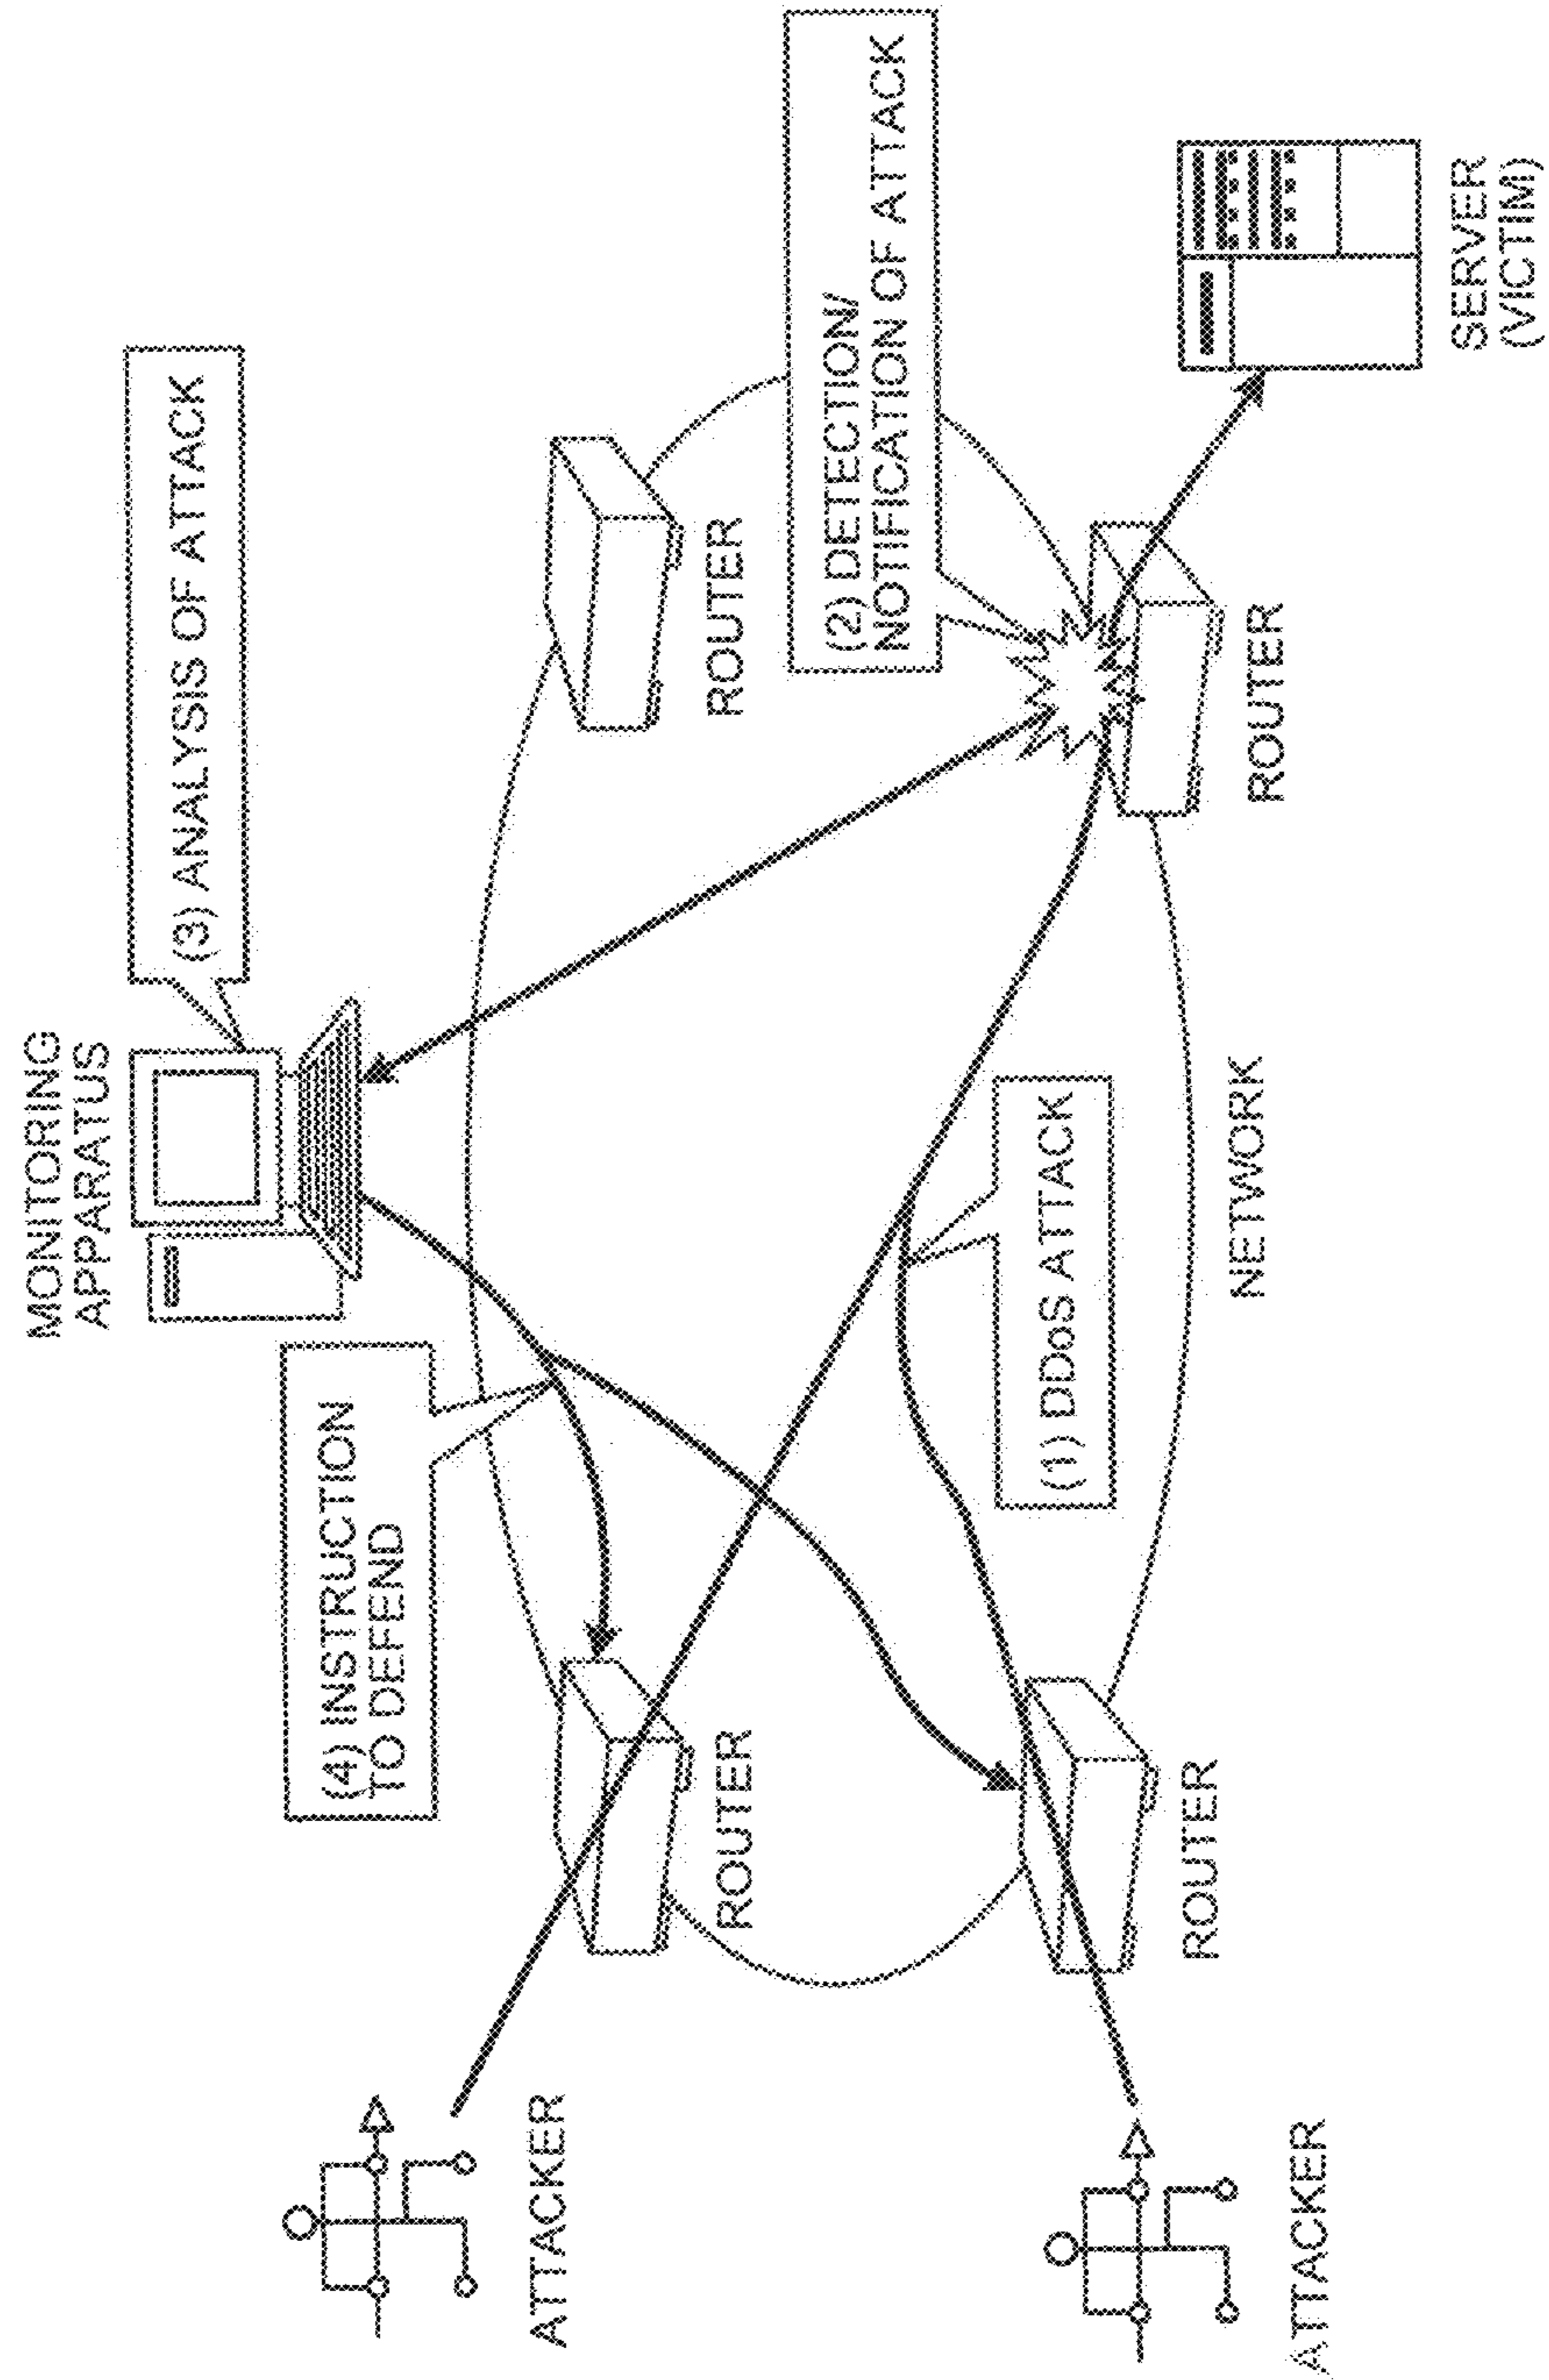 MONITORING
APPARATUS
(3) ANALYSIS OF ATTACK
(4) INSTRUCTION
TO DEFEND
ATTACKER
ROUTER
ROUTER
(2) DETECTION/
NOTIFICATION OF ATTACK
(1) DDoS ATTACK
ATTACKER
ROUTER
NETWORK
ROUTER
SERVER
(VICTIM)